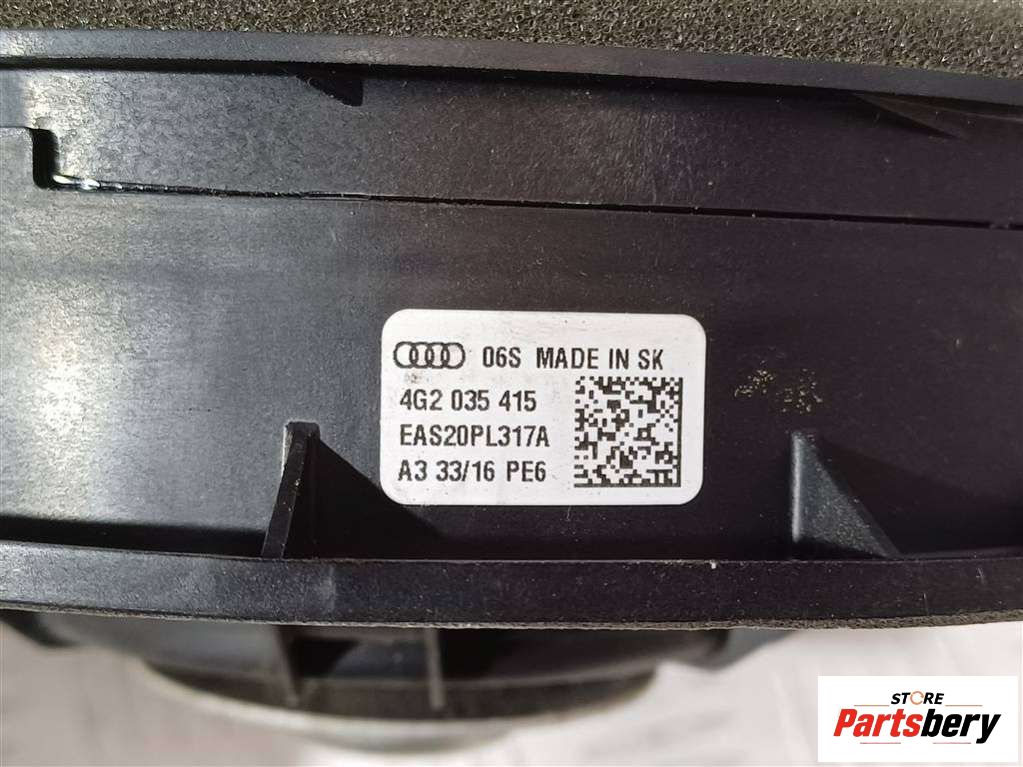 06S MADE IN SK
4G2 035 415
EAS20PL317A
A3 33/16 PE6
STORE
Partsbery